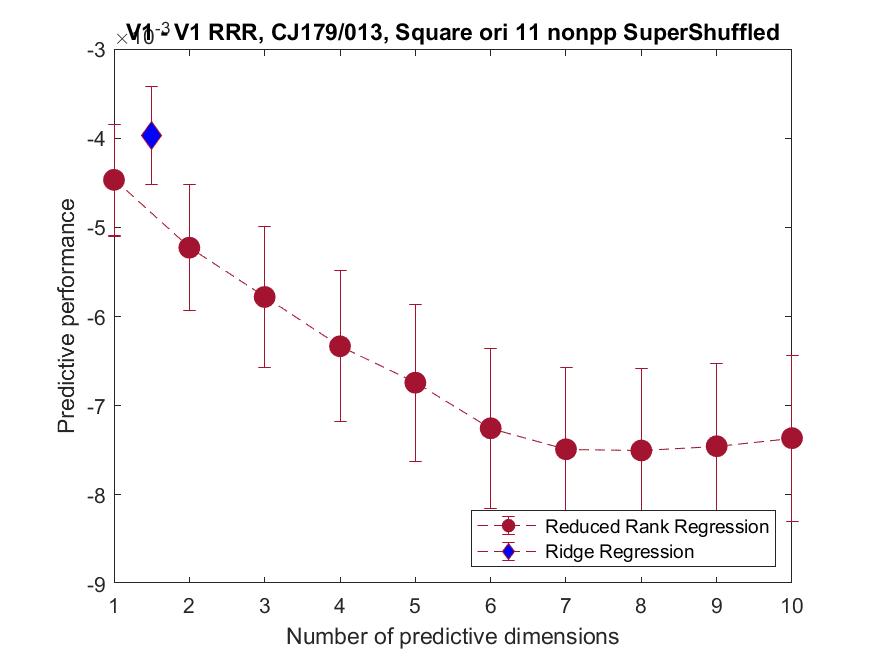 V1 - V1 RRR, CJ179/013, Square ori 11 nonpp SuperShuffled
×10-3
-3
-4
-5
-6
-7
-8
-9
Predictive performance
1 2 3 4 5 6 7 8 9 10
Number of predictive dimensions
Reduced Rank Regression
Ridge Regression